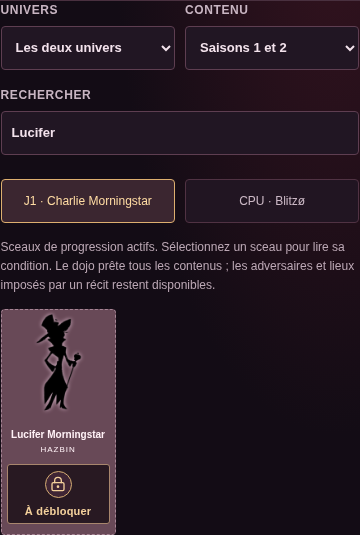 UNIVERS
CONTENU
Les deux univers
Saisons 1 et 2
RECHERCHER
Lucifer
J1 · Charlie Morningstar
CPU · Blitzø
Sceaux de progression actifs. Sélectionnez un sceau pour lire sa
condition. Le dojo prête tous les contenus ; les adversaires et lieux
imposés par un récit restent disponibles.
Lucifer Morningstar
HAZBIN
À débloquer